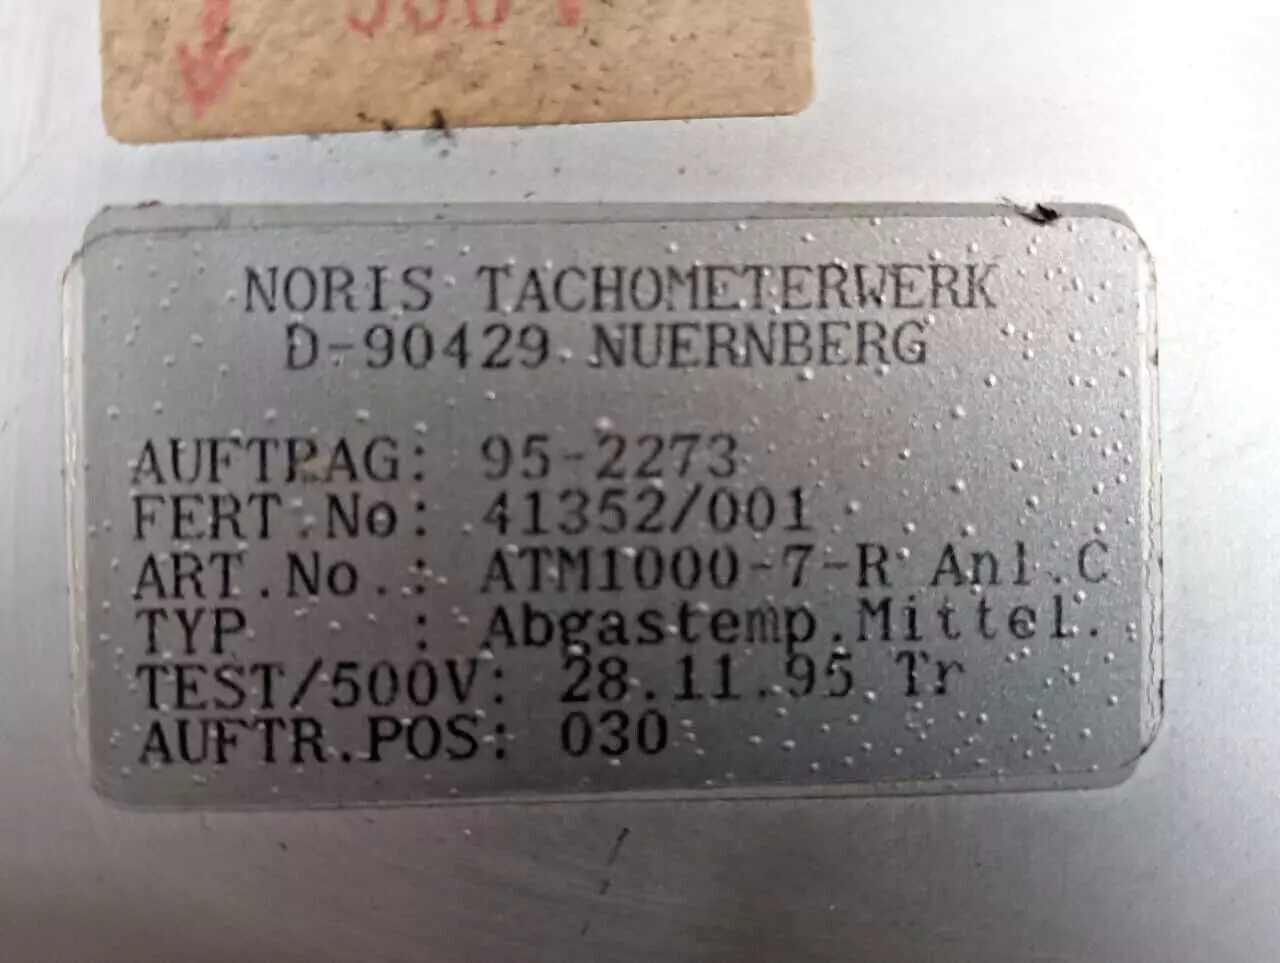 NORIS TACHOMETERWERK
D-90429 NUERNBERG
AUFTRAG: 95-2273
FERT.No: 41352/001
ART.No.: ATM1000-7-R Anl.C
TYP : Abgastemp.Mittel.
TEST/500V: 28.11.95 Tr
AUFTR.POS: 030